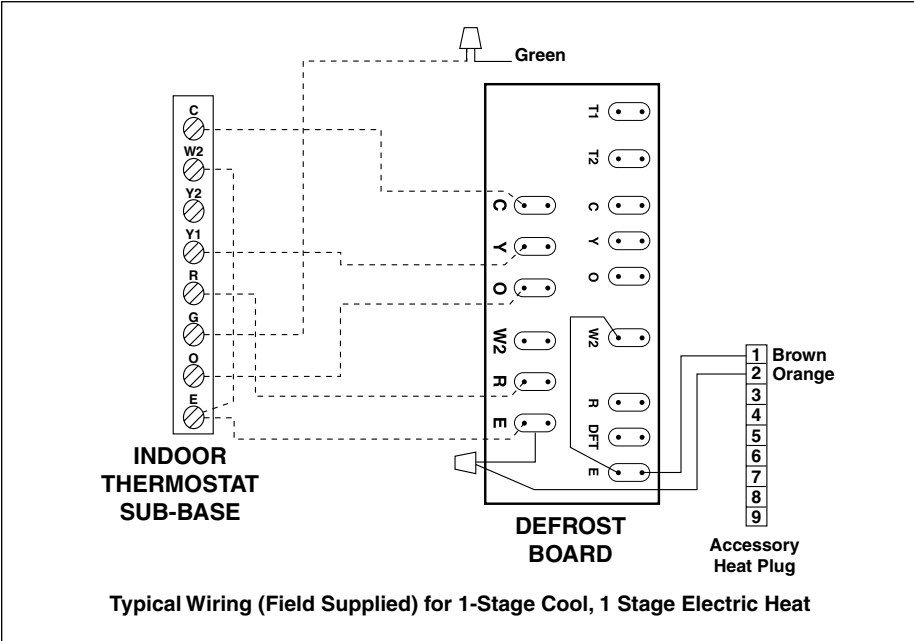 Green
C
W2
Y2
Y1
R
G
O
E
INDOOR
THERMOSTAT
SUB-BASE
C
Y
O
W2
R
E
T1
T2
C
Y
O
W2
R
DFT
E
DEFROST
BOARD
1 Brown
2 Orange
3
4
5
6
7
8
9
Accessory
Heat Plug
Typical Wiring (Field Supplied) for 1-Stage Cool, 1 Stage Electric Heat